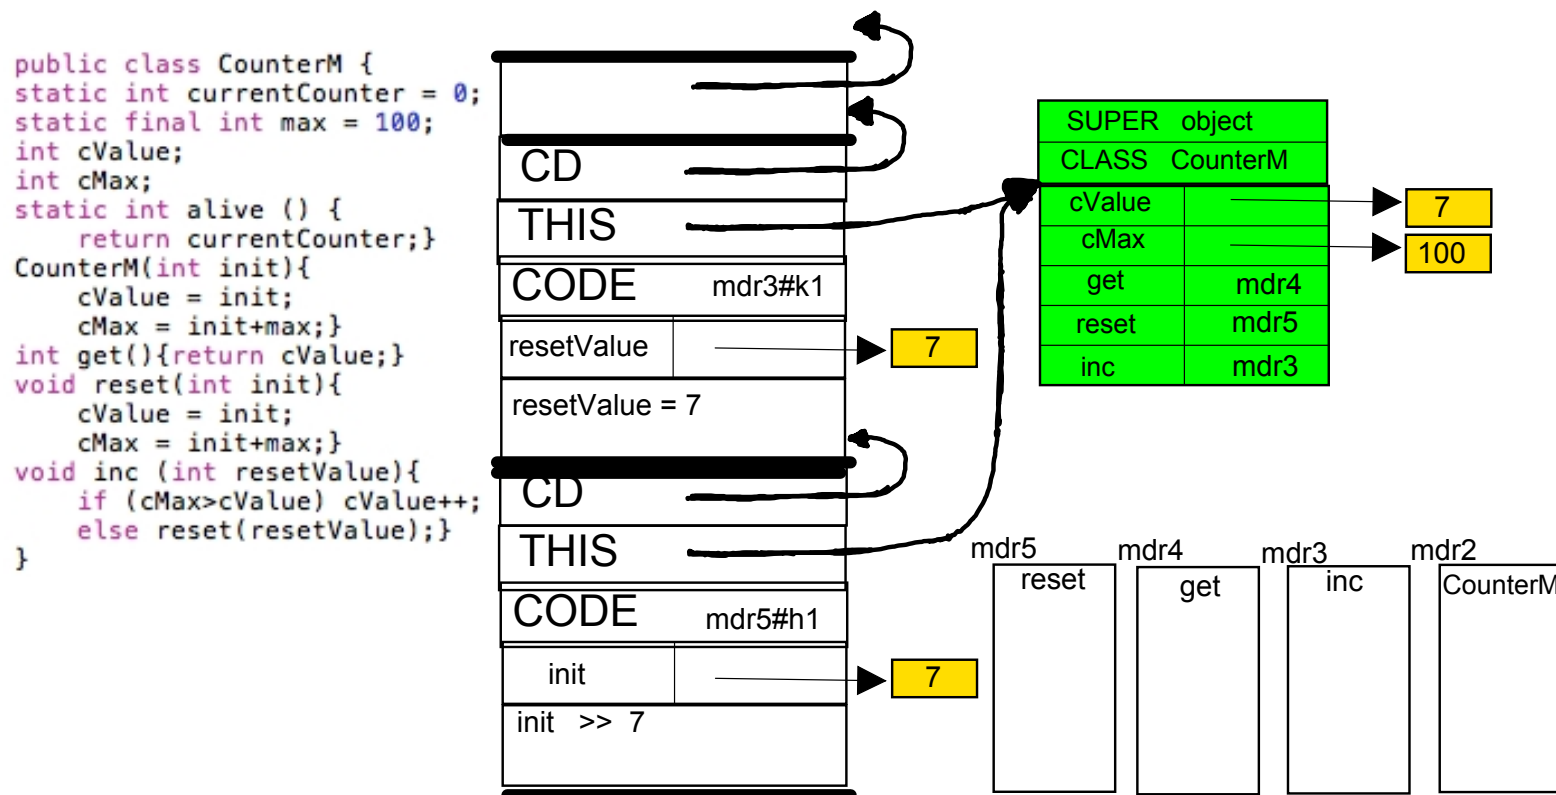 public class CounterM {
static int currentCounter = 0;
static final int max = 100;
int cValue;
int cMax;
static int alive () {
    return currentCounter;}
CounterM(int init){
    cValue = init;
    cMax = init+max;}
int get(){return cValue;}
void reset(int init){
    cValue = init;
    cMax = init+max;}
void inc (int resetValue){
    if (cMax>cValue) cValue++;
    else reset(resetValue);}
}
CD
THIS
CODE mdr3#k1
resetValue 7
resetValue = 7
CD
THIS
CODE mdr5#h1
init 7
init >> 7
SUPER object
CLASS CounterM
cValue 7
cMax 100
get mdr4
reset mdr5
inc mdr3
mdr5 mdr4 mdr3 mdr2
reset get inc CounterM